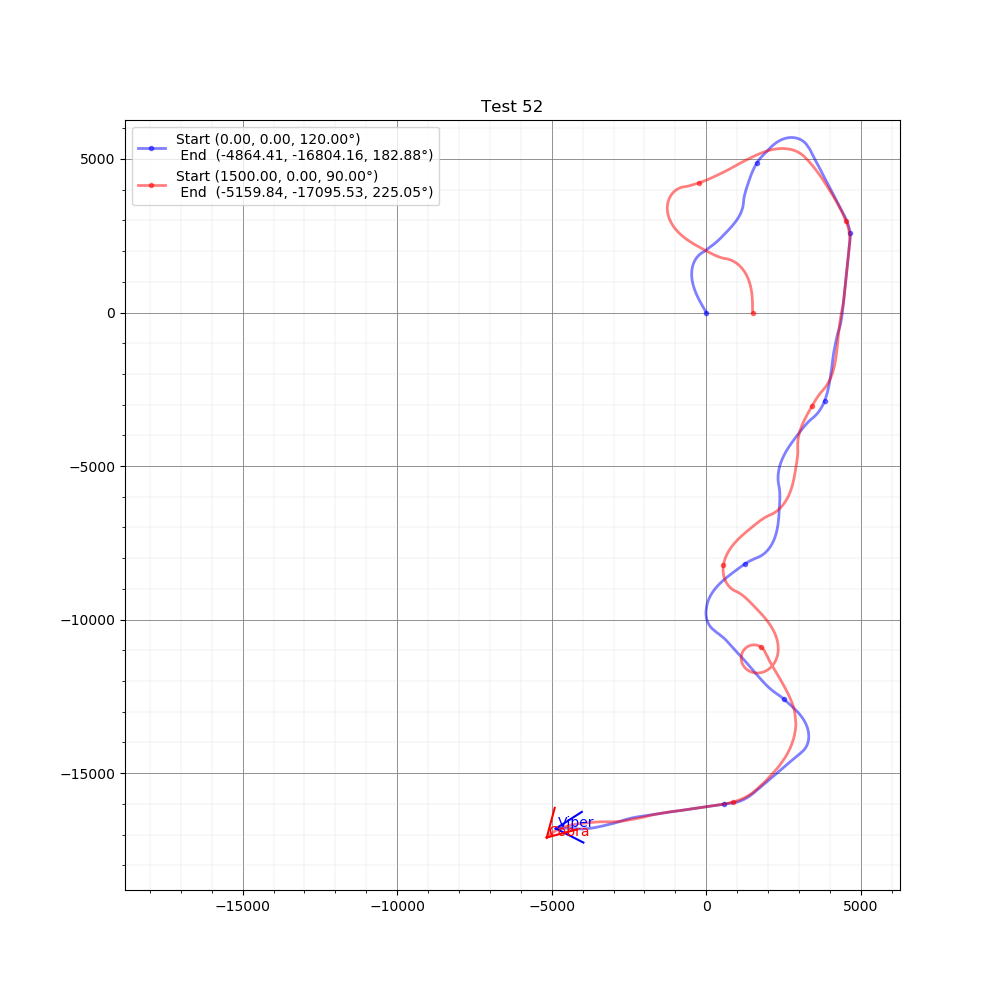 Test 52
Start (0.00, 0.00, 120.00°)
End (-4864.41, -16804.16, 182.88°)
Start (1500.00, 0.00, 90.00°)
End (-5159.84, -17095.53, 225.05°)
5000
0
−5000
−10000
−15000
Viper
−15000
−10000
−5000
0
5000